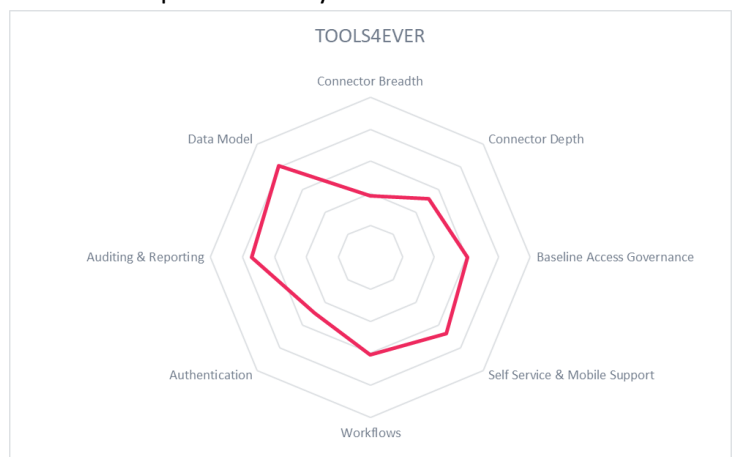 TOOLS4EVER
Connector Breadth
Data Model
Connector Depth
Auditing & Reporting
Baseline Access Governance
Authentication
Self Service & Mobile Support
Workflows